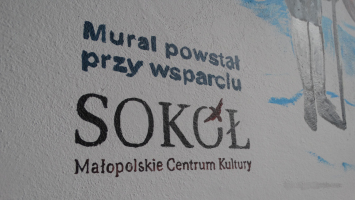 Mural powstał
przy wsparciu
SOKÓŁ
Małopolskie Centrum Kultury